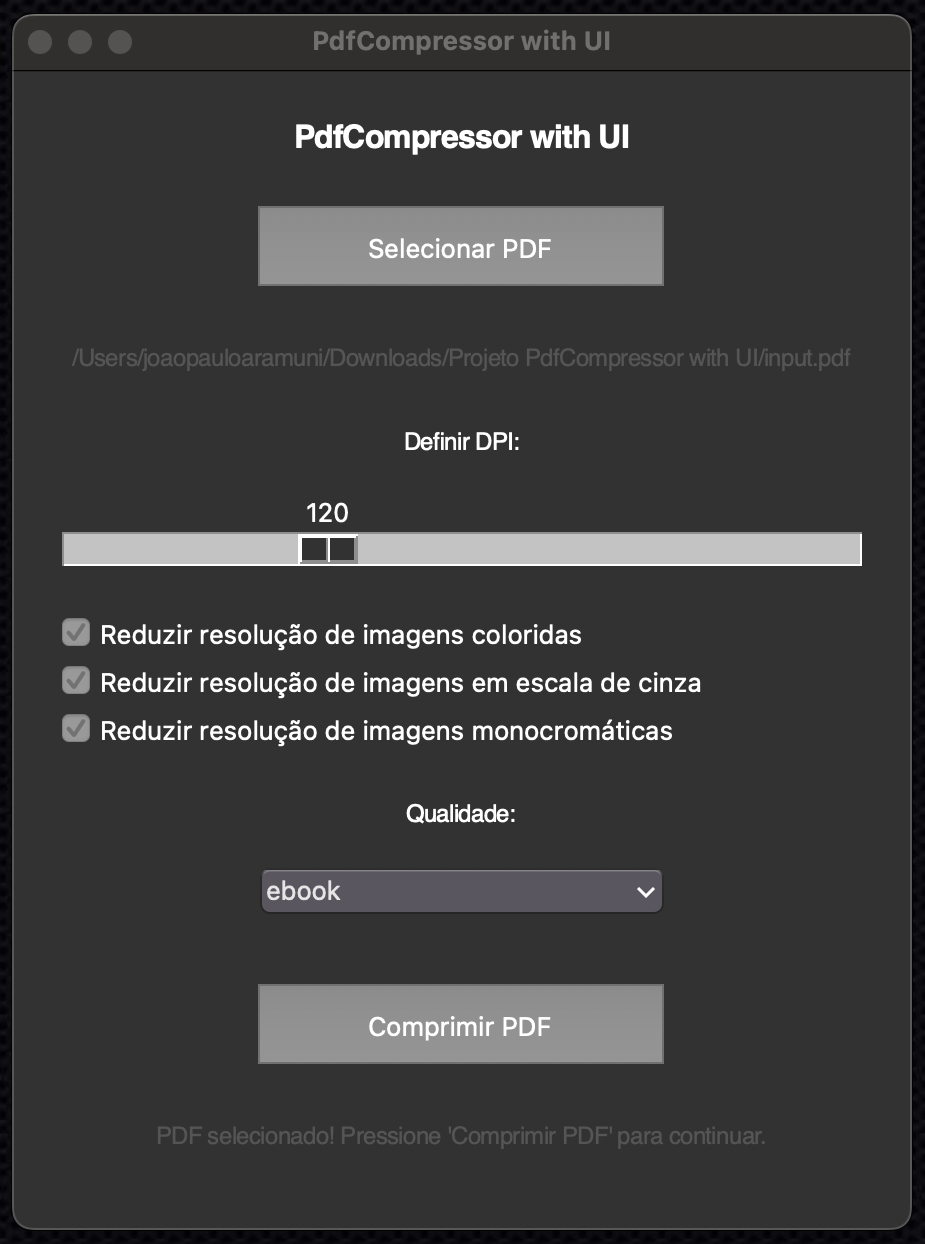 PdfCompressor with UI
PdfCompressor with UI
Selecionar PDF
/Users/joaopauloaramuni/Downloads/Projeto PdfCompressor with UI/input.pdf
Definir DPI:
120
Reduzir resolução de imagens coloridas
Reduzir resolução de imagens em escala de cinza
Reduzir resolução de imagens monocromáticas
Qualidade:
ebook
Comprimir PDF
PDF selecionado! Pressione 'Comprimir PDF' para continuar.